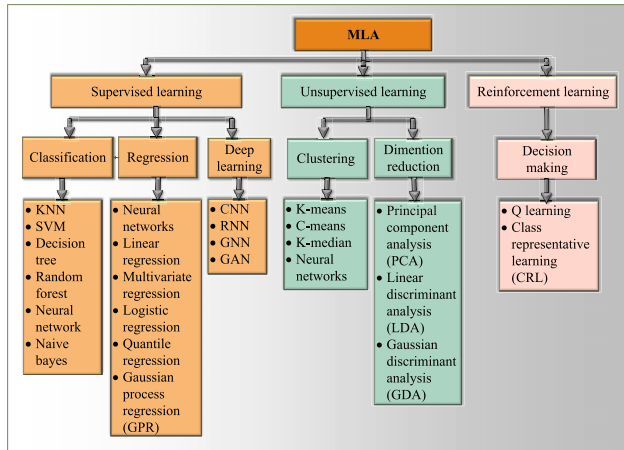 MLA
Supervised learning
Unsupervised learning
Reinforcement learning
Classification
Regression
Deep
learning
Clustering
Dimention
reduction
Decision
making
• KNN
• SVM
• Decision
tree
• Random
forest
• Neural
network
• Naive
bayes
• Neural
networks
• Linear
regression
• Multivariate
regression
• Logistic
regression
• Quantile
regression
• Gaussian
process
regression
(GPR)
• CNN
• RNN
• GNN
• GAN
• K-means
• C-means
• K-median
• Neural
networks
• Principal
component
analysis
(PCA)
• Linear
discriminant
analysis
(LDA)
• Gaussian
discriminant
analysis
(GDA)
• Q learning
• Class
representative
learning
(CRL)